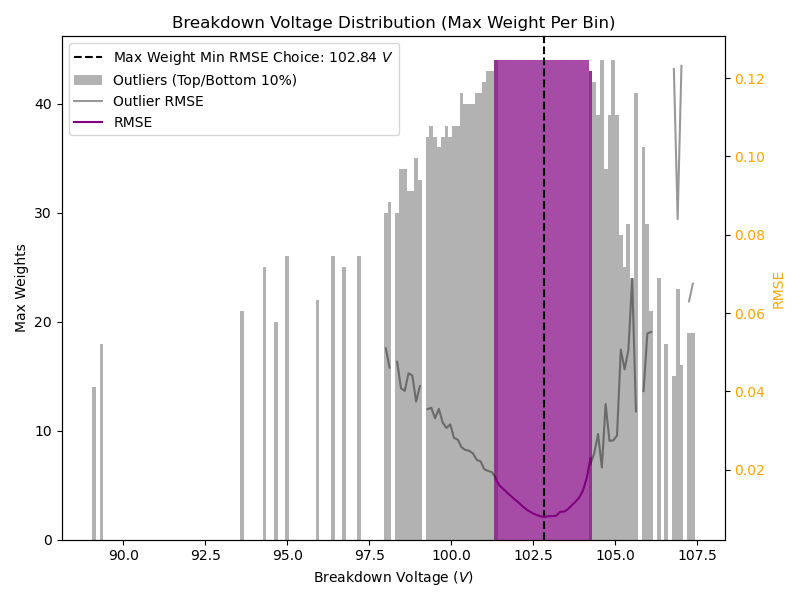 Breakdown Voltage Distribution (Max Weight Per Bin)
Max Weight Min RMSE Choice: 102.84 V
Outliers (Top/Bottom 10%)
Outlier RMSE
RMSE
Max Weights
0
10
20
30
40
0.02
0.04
0.06
0.08
0.10
0.12
RMSE
90.0 92.5 95.0 97.5 100.0 102.5 105.0 107.5
Breakdown Voltage (V)